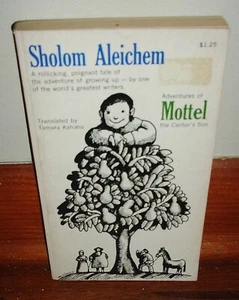 Sholom Aleichem
$1.25
A rollicking, poignant tale of
the adventure of growing up — by one
of the world's greatest writers.
Adventures of
Mottel
the Cantor's Son
Translated by
Tamara Kahana